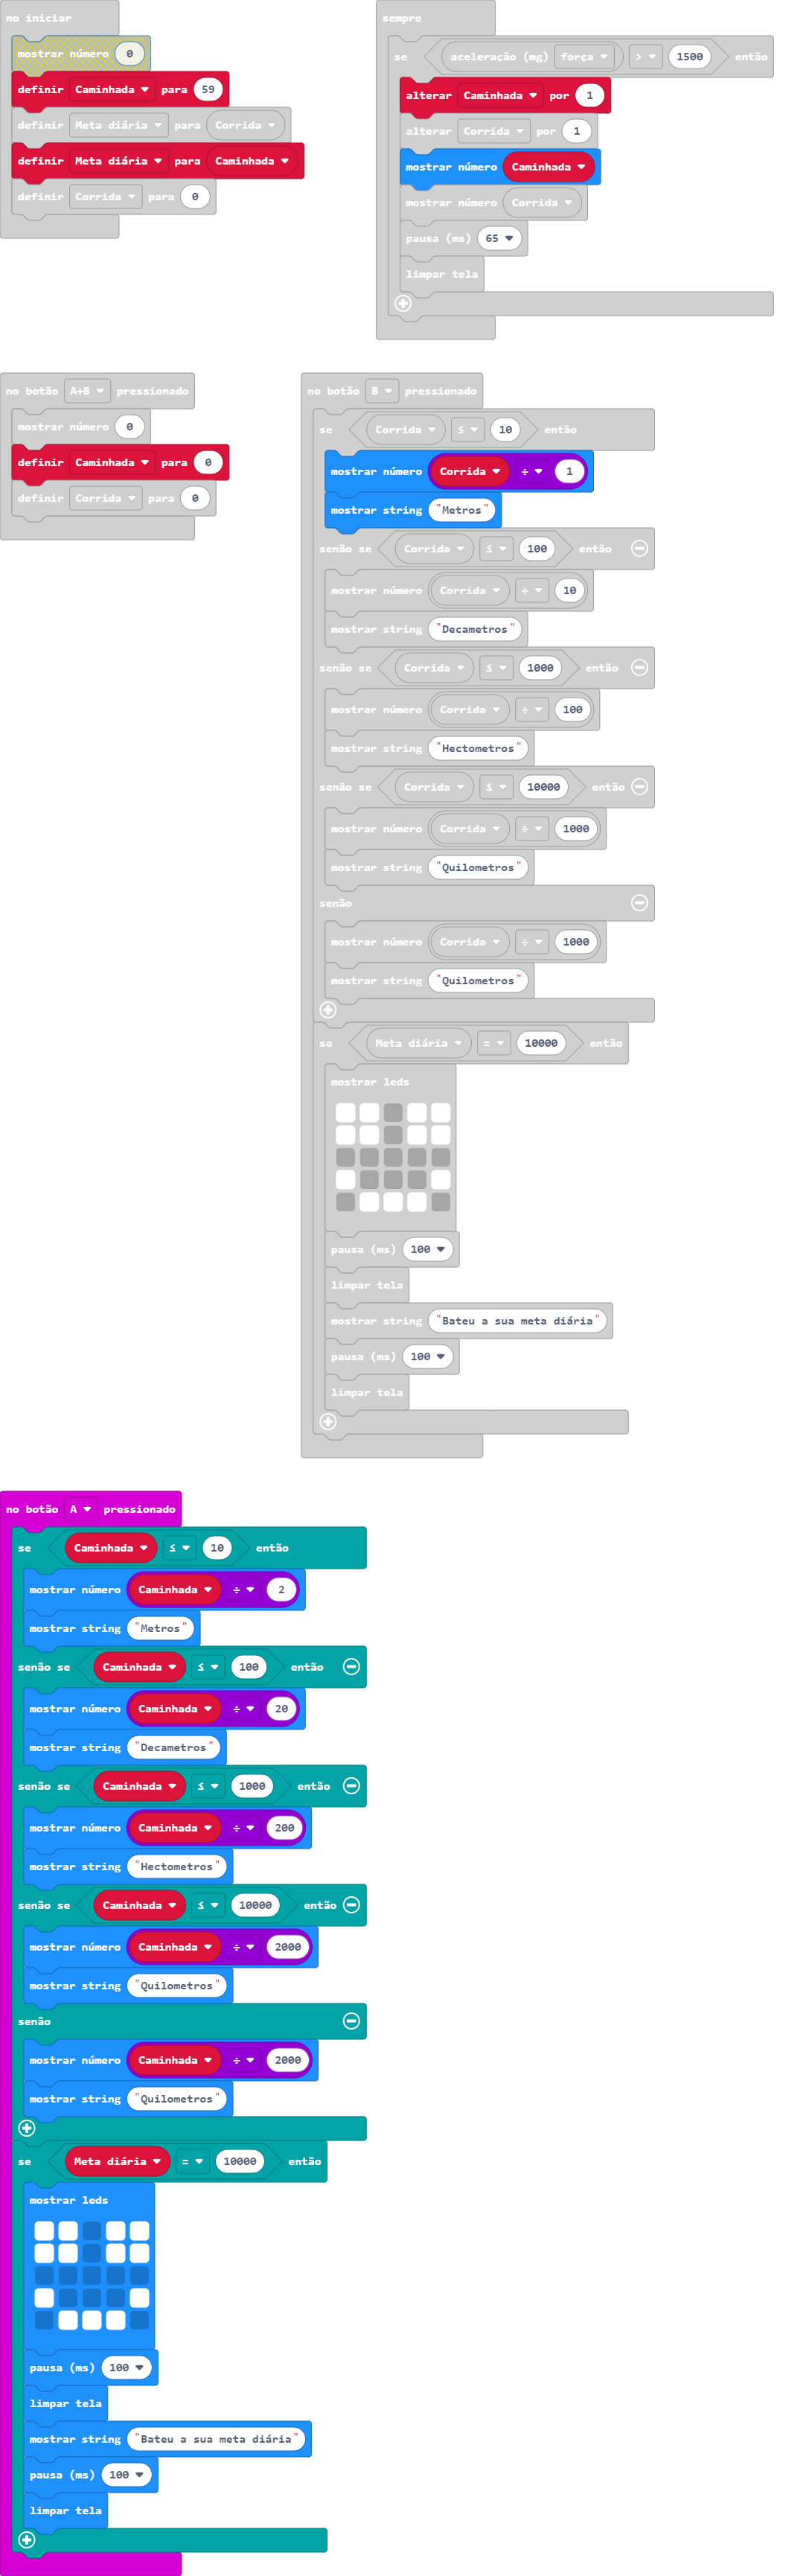 no iniciar
mostrar número 0
definir Caminhada para 59
definir Meta diária para Corrida
definir Meta diária para Caminhada
definir Corrida para 0
sempre
se aceleração (mg) força > 1500 então
alterar Caminhada por 1
alterar Corrida por 1
mostrar número Caminhada
mostrar número Corrida
pausa (ms) 65
limpar tela
no botão A+B pressionado
mostrar número 0
definir Caminhada para 0
definir Corrida para 0
no botão B pressionado
se Corrida ≤ 10 então
mostrar número Corrida ÷ 1
mostrar string "Metros"
senão se Corrida ≤ 100 então
mostrar número Corrida ÷ 10
mostrar string "Decametros"
senão se Corrida ≤ 1000 então
mostrar número Corrida ÷ 100
mostrar string "Hectometros"
senão se Corrida ≤ 10000 então
mostrar número Corrida ÷ 1000
mostrar string "Quilometros"
senão
mostrar número Corrida ÷ 1000
mostrar string "Quilometros"
se Meta diária = 10000 então
mostrar leds
pausa (ms) 100
limpar tela
mostrar string "Bateu a sua meta diária"
pausa (ms) 100
limpar tela
no botão A pressionado
se Caminhada ≤ 10 então
mostrar número Caminhada ÷ 2
mostrar string "Metros"
senão se Caminhada ≤ 100 então
mostrar número Caminhada ÷ 20
mostrar string "Decametros"
senão se Caminhada ≤ 1000 então
mostrar número Caminhada ÷ 200
mostrar string "Hectometros"
senão se Caminhada ≤ 10000 então
mostrar número Caminhada ÷ 2000
mostrar string "Quilometros"
senão
mostrar número Caminhada ÷ 2000
mostrar string "Quilometros"
se Meta diária = 10000 então
mostrar leds
pausa (ms) 100
limpar tela
mostrar string "Bateu a sua meta diária"
pausa (ms) 100
limpar tela